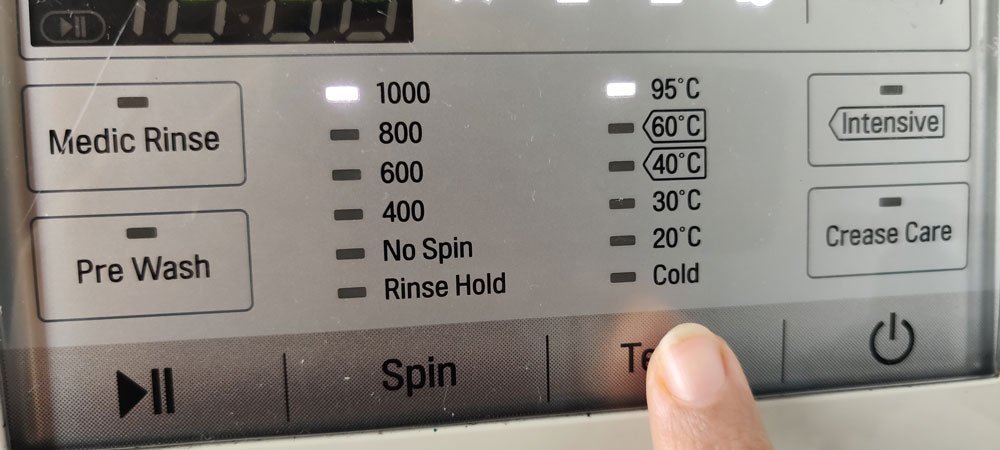 Medic Rinse
Pre Wash
1000
800
600
400
No Spin
Rinse Hold
95°C
60°C
40°C
30°C
20°C
Cold
Intensive
Crease Care
Spin